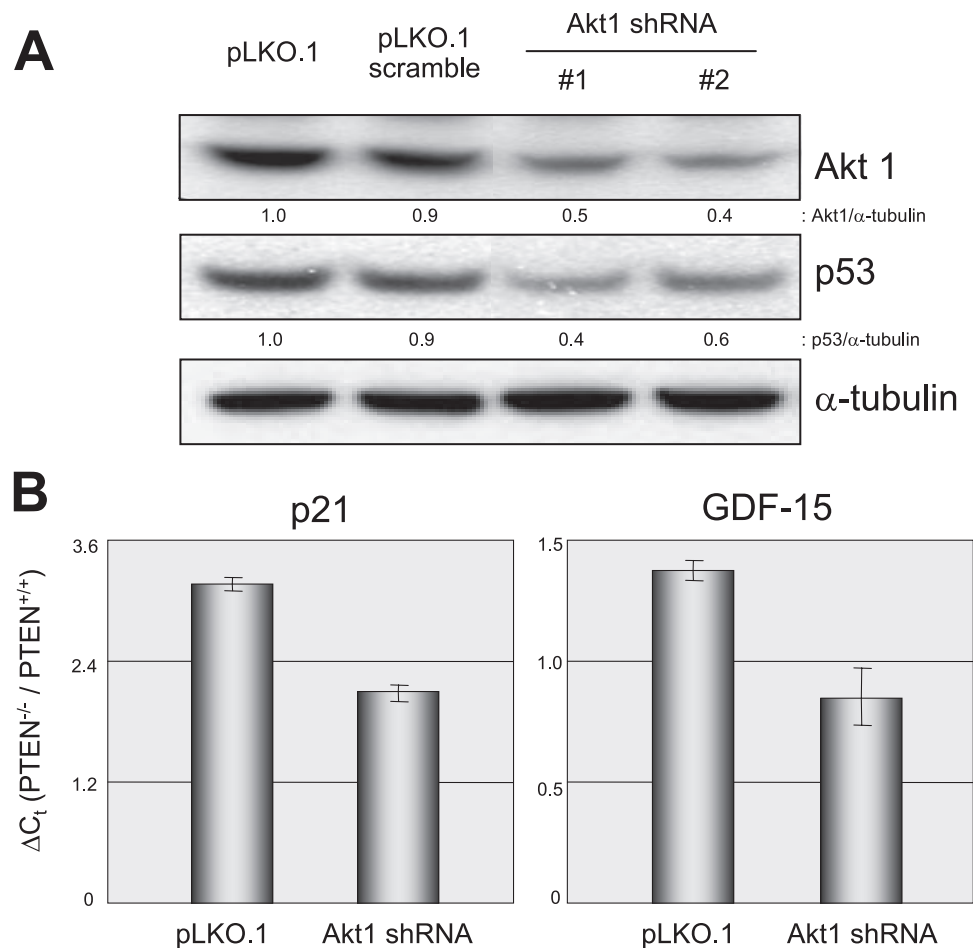 A
pLKO.1
pLKO.1
scramble
Akt1 shRNA
#1
#2
Akt 1
1.0 0.9 0.5 0.4 : Akt1/α-tubulin
p53
1.0 0.9 0.4 0.6 : p53/α-tubulin
α-tubulin
B
p21
ΔCt (PTEN-/- / PTEN+/+)
3.6
2.4
1.2
0
pLKO.1 Akt1 shRNA
GDF-15
1.5
1.0
0.5
0
pLKO.1 Akt1 shRNA